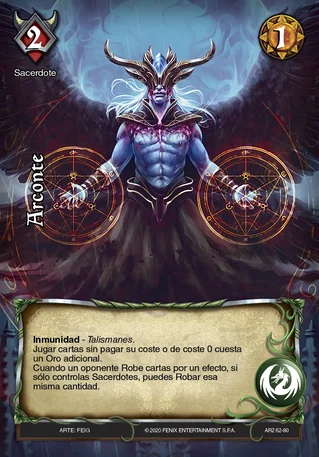 2
1
Sacerdote
Arconte
Inmunidad - Talismanes.
Jugar cartas sin pagar su coste o de coste 0 cuesta
un Oro adicional.
Cuando un oponente Robe cartas por un efecto, si
sólo controlas Sacerdotes, puedes Robar esa
misma cantidad.
ARTE: FEIG
© 2020 FENIX ENTERTAINMENT S.P.A.
AR2 62-80